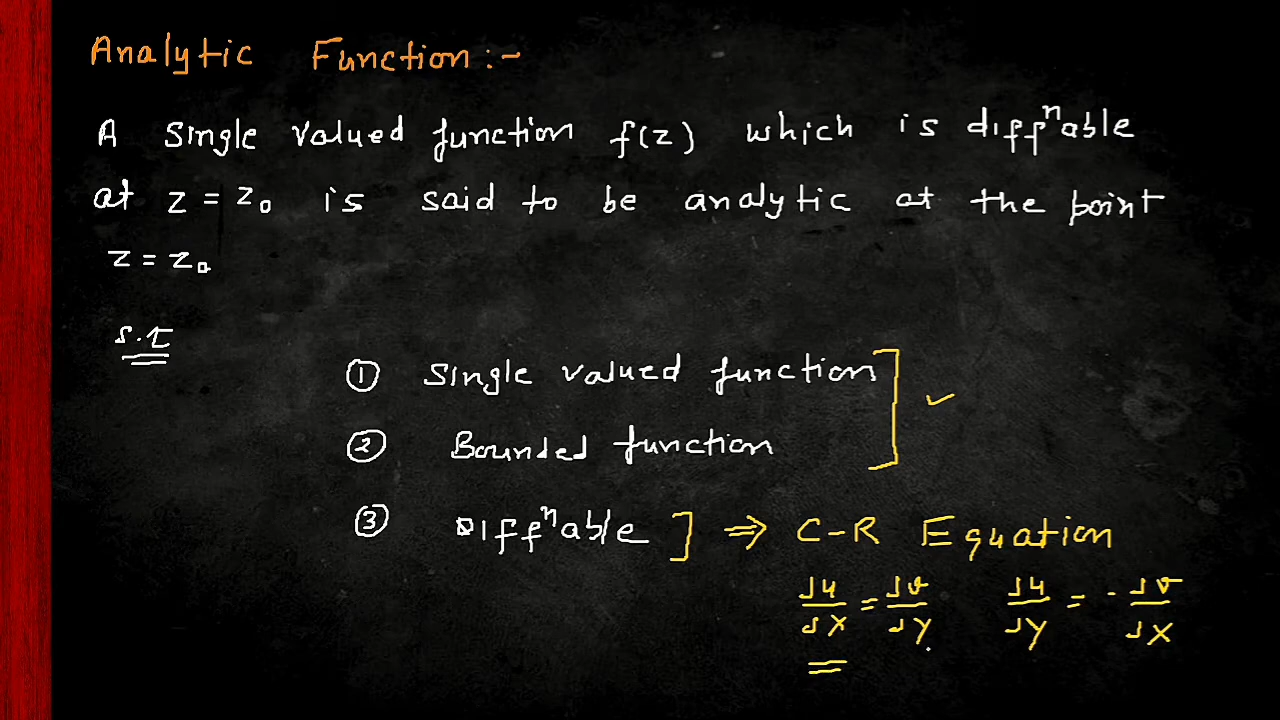 Analytic Function :-
A single valued function f(z) which is diffⁿable
at z = z₀ is said to be analytic at the point
z = z₀
S.T
① Single valued function
② Bounded function
③ Diffⁿable ] ⇒ C-R Equation
∂u/∂x = ∂v/∂y ∂u/∂y = -∂v/∂x